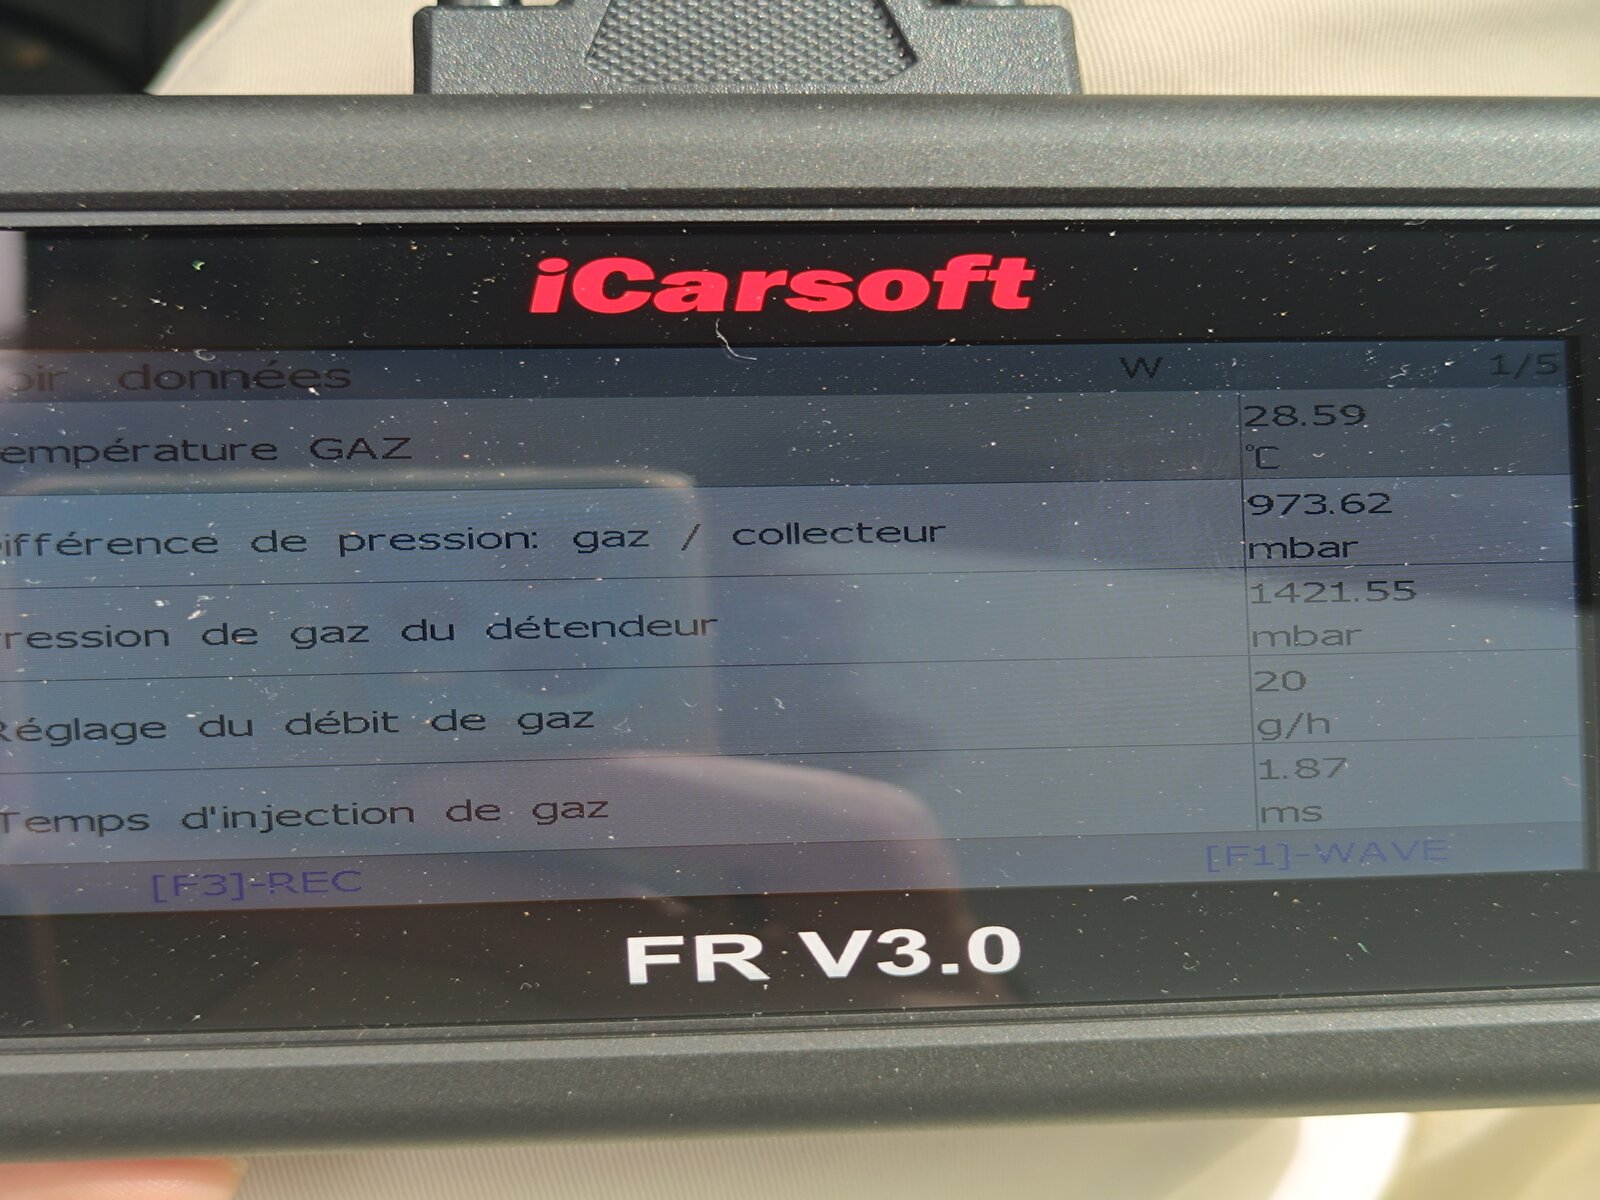 iCarsoft
oir données W 1/5
empérature GAZ 28.59
°C
ifférence de pression: gaz / collecteur 973.62
mbar
ression de gaz du détendeur 1421.55
mbar
Réglage du débit de gaz 20
g/h
Temps d'injection de gaz 1.87
ms
[F3]-REC [F1]-WAVE
FR V3.0